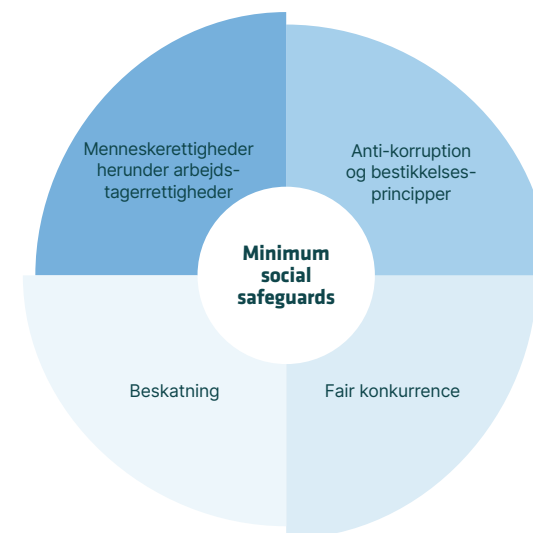 Menneskerettigheder
herunder arbejds-
tagerrettigheder
Anti-korruption
og bestikkelses-
principper
Minimum
social
safeguards
Beskatning
Fair konkurrence